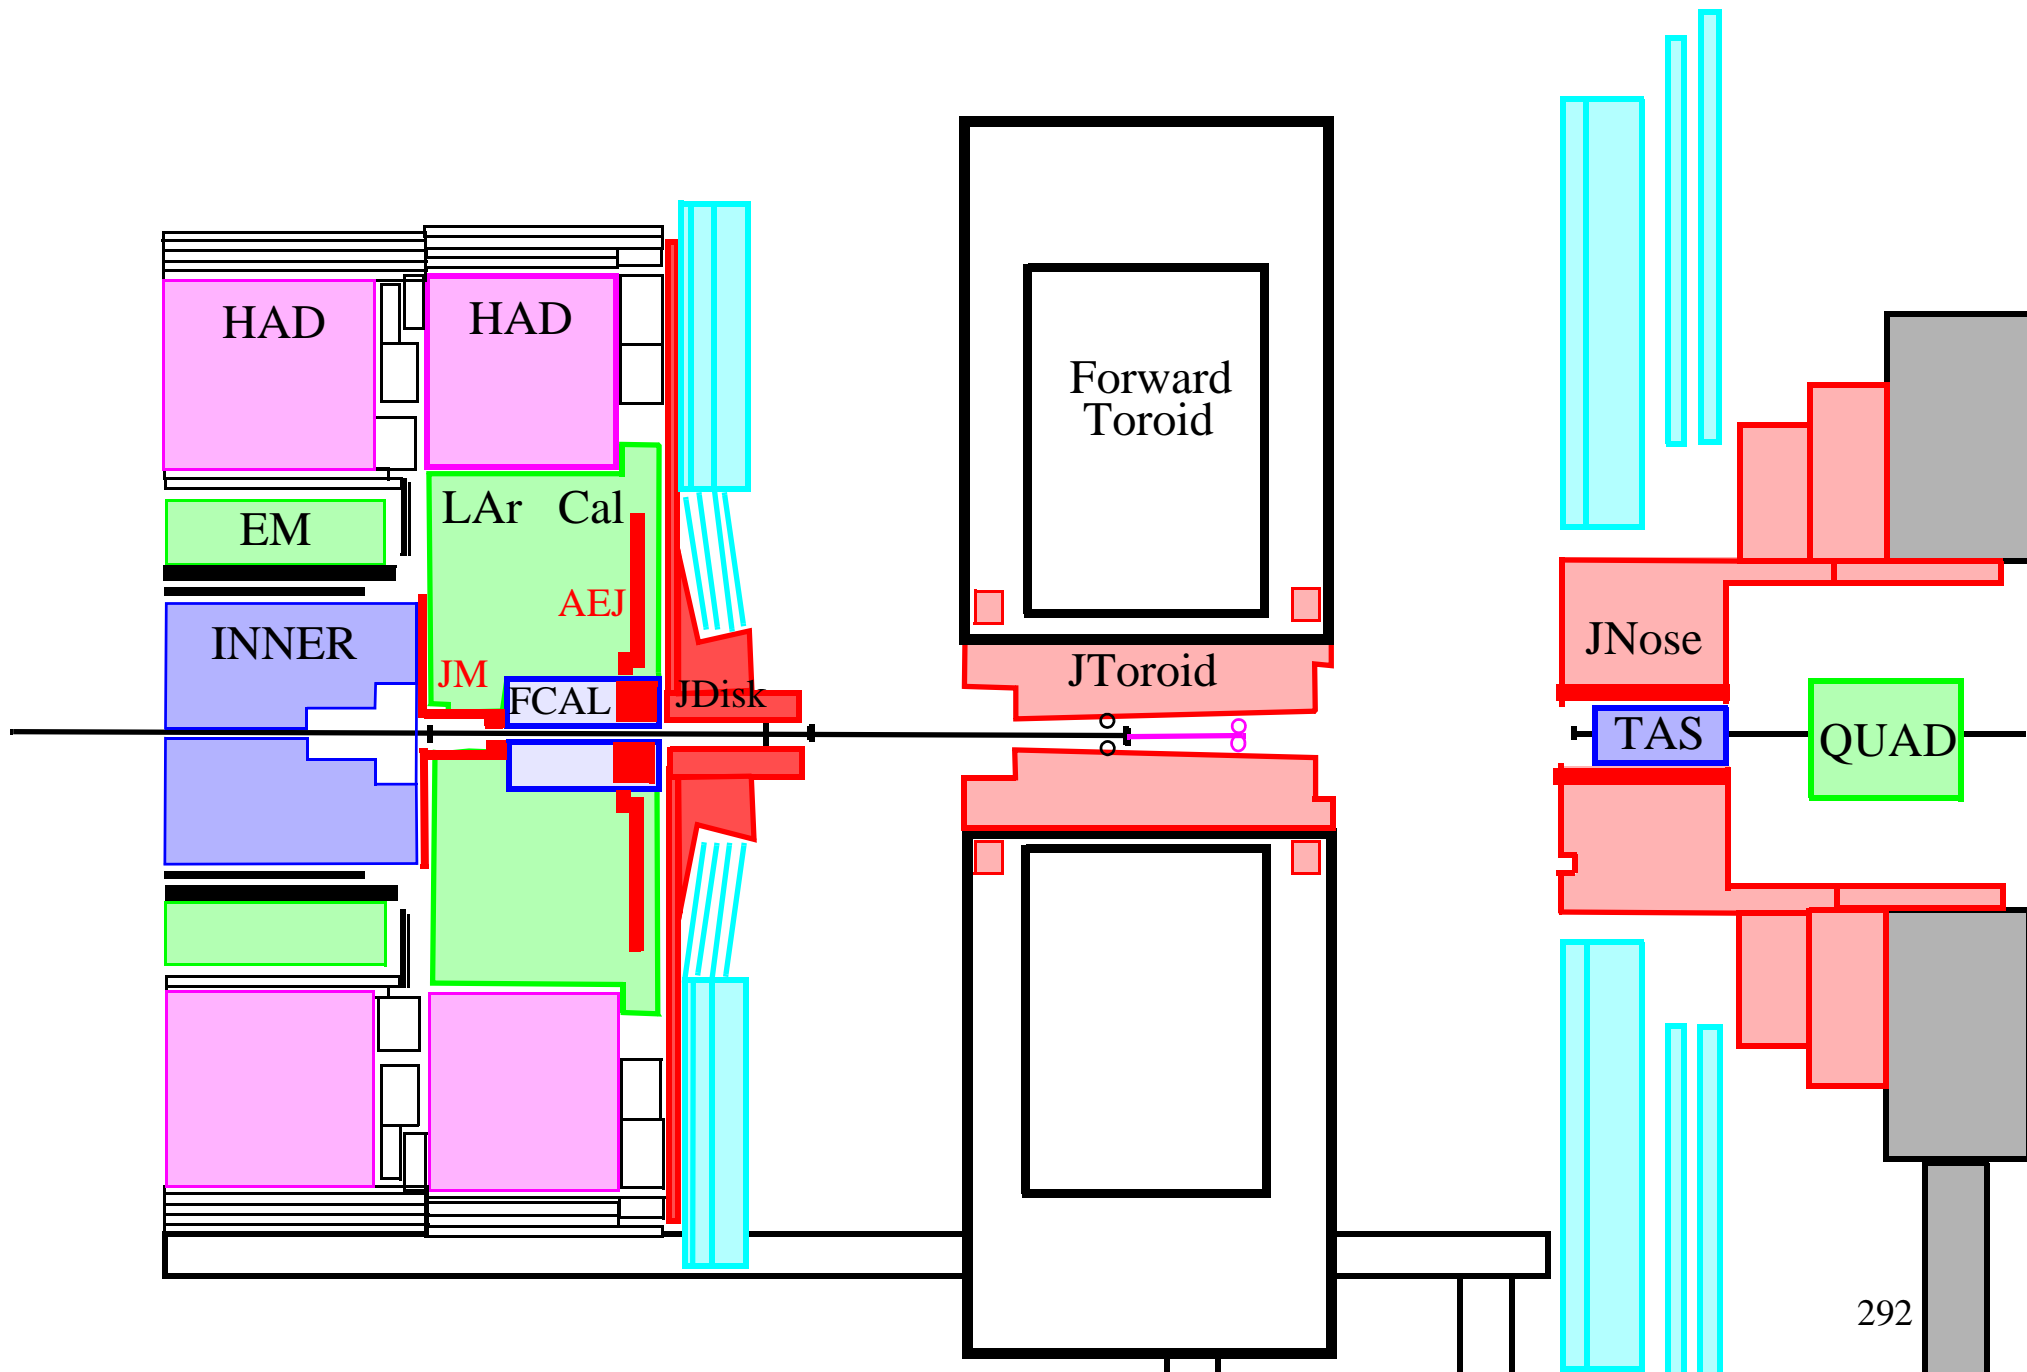 HAD
HAD
Forward
Toroid
LAr Cal
EM
AEJ
INNER
JM
FCAL
JDisk
JToroid
JNose
TAS
QUAD
292